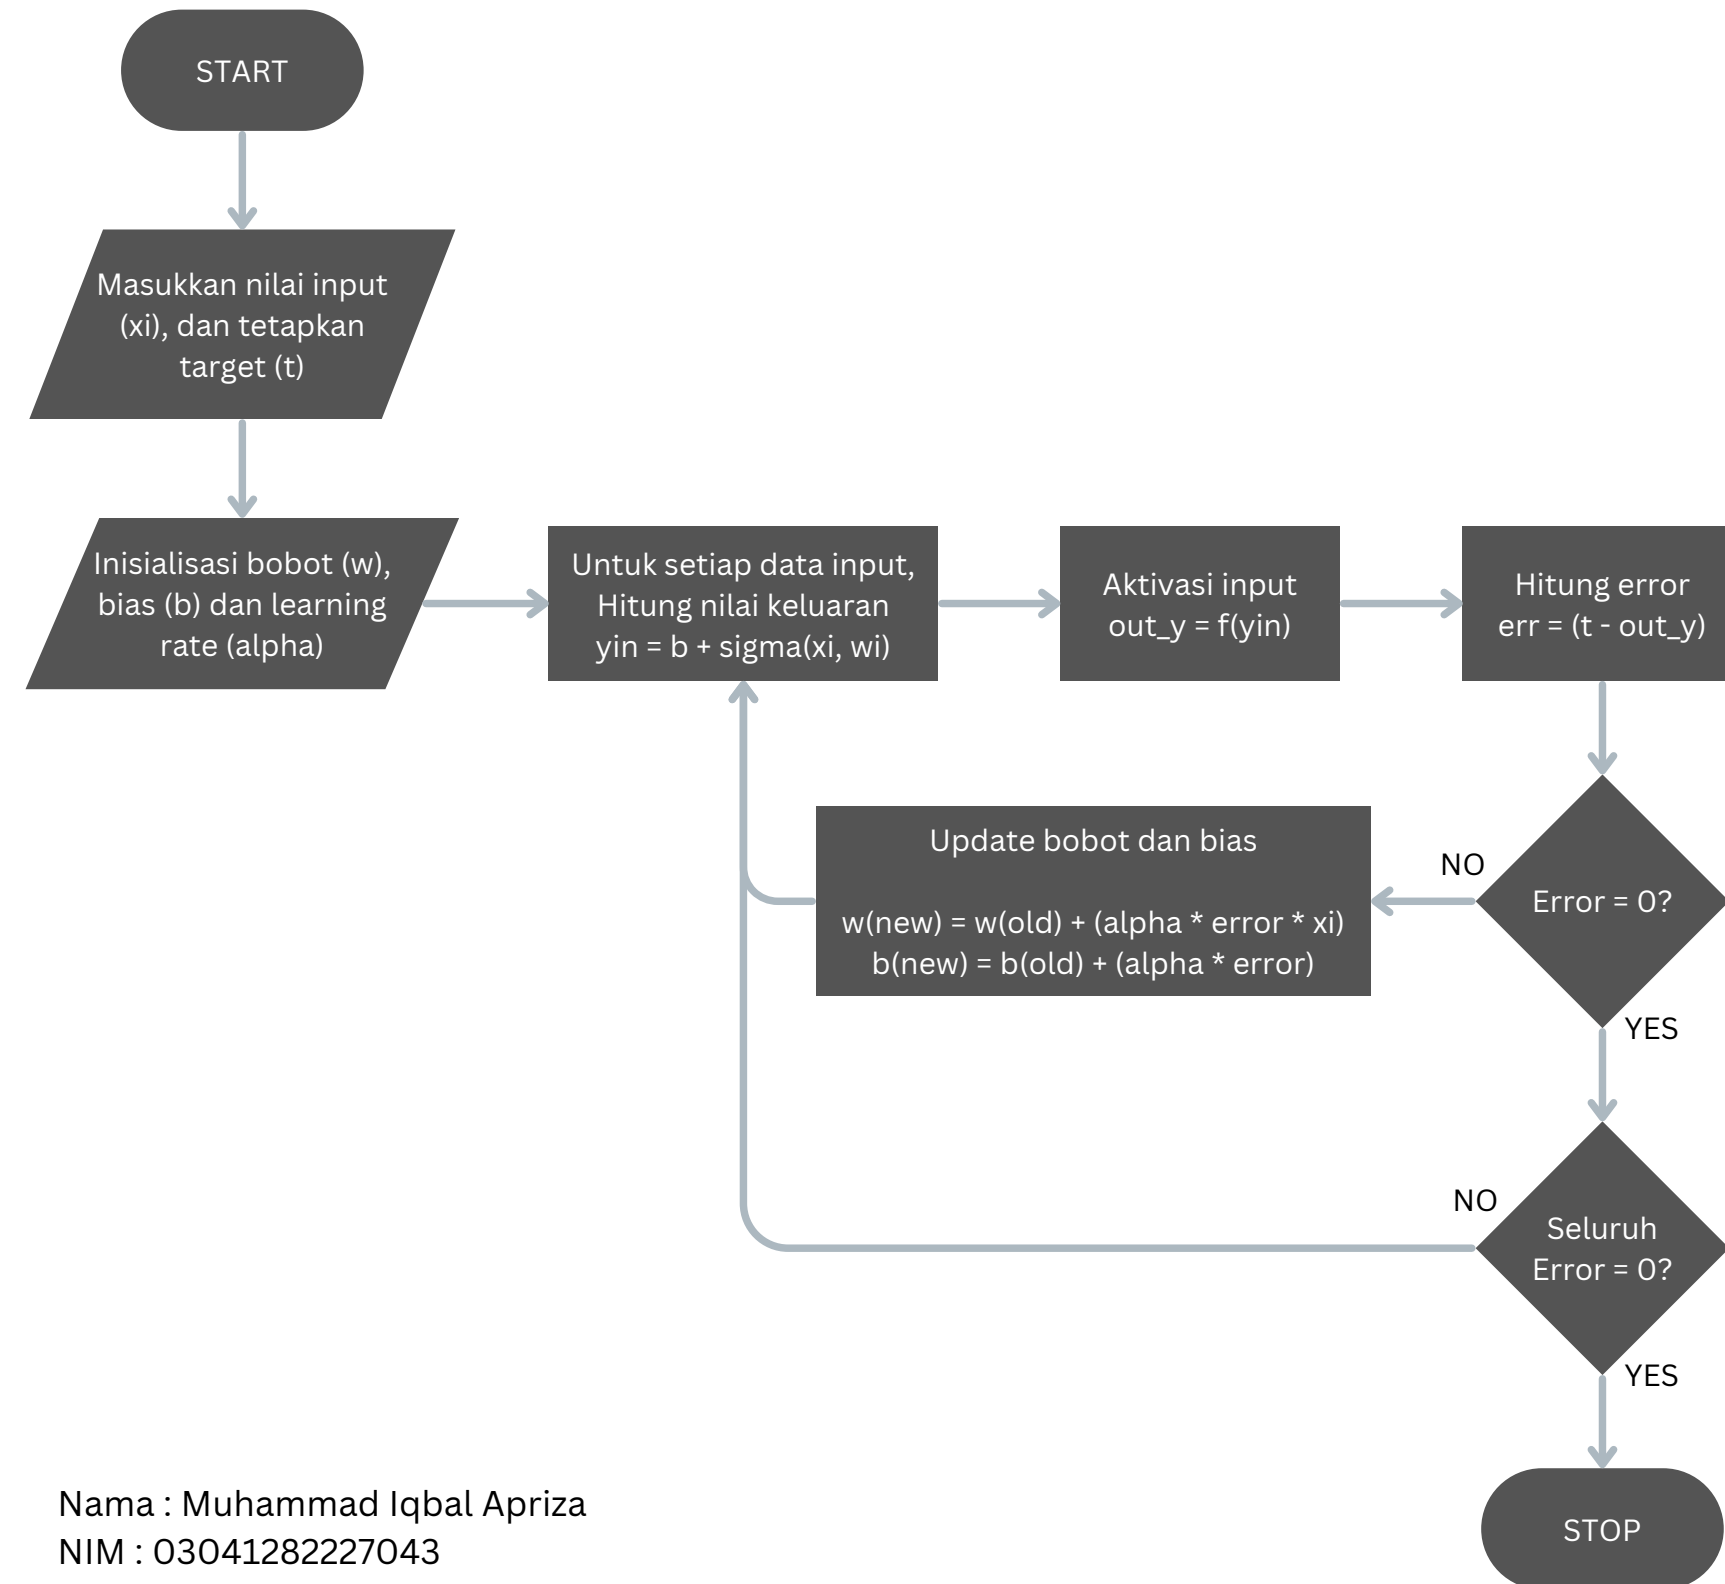 START
Masukkan nilai input
(xi), dan tetapkan
target (t)
Inisialisasi bobot (w),
bias (b) dan learning
rate (alpha)
Untuk setiap data input,
Hitung nilai keluaran
yin = b + sigma(xi, wi)
Aktivasi input
out_y = f(yin)
Hitung error
err = (t - out_y)
Error = 0?
NO
YES
Update bobot dan bias
w(new) = w(old) + (alpha * error * xi)
b(new) = b(old) + (alpha * error)
Seluruh
Error = 0?
NO
YES
STOP
Nama : Muhammad Iqbal Apriza
NIM : 03041282227043